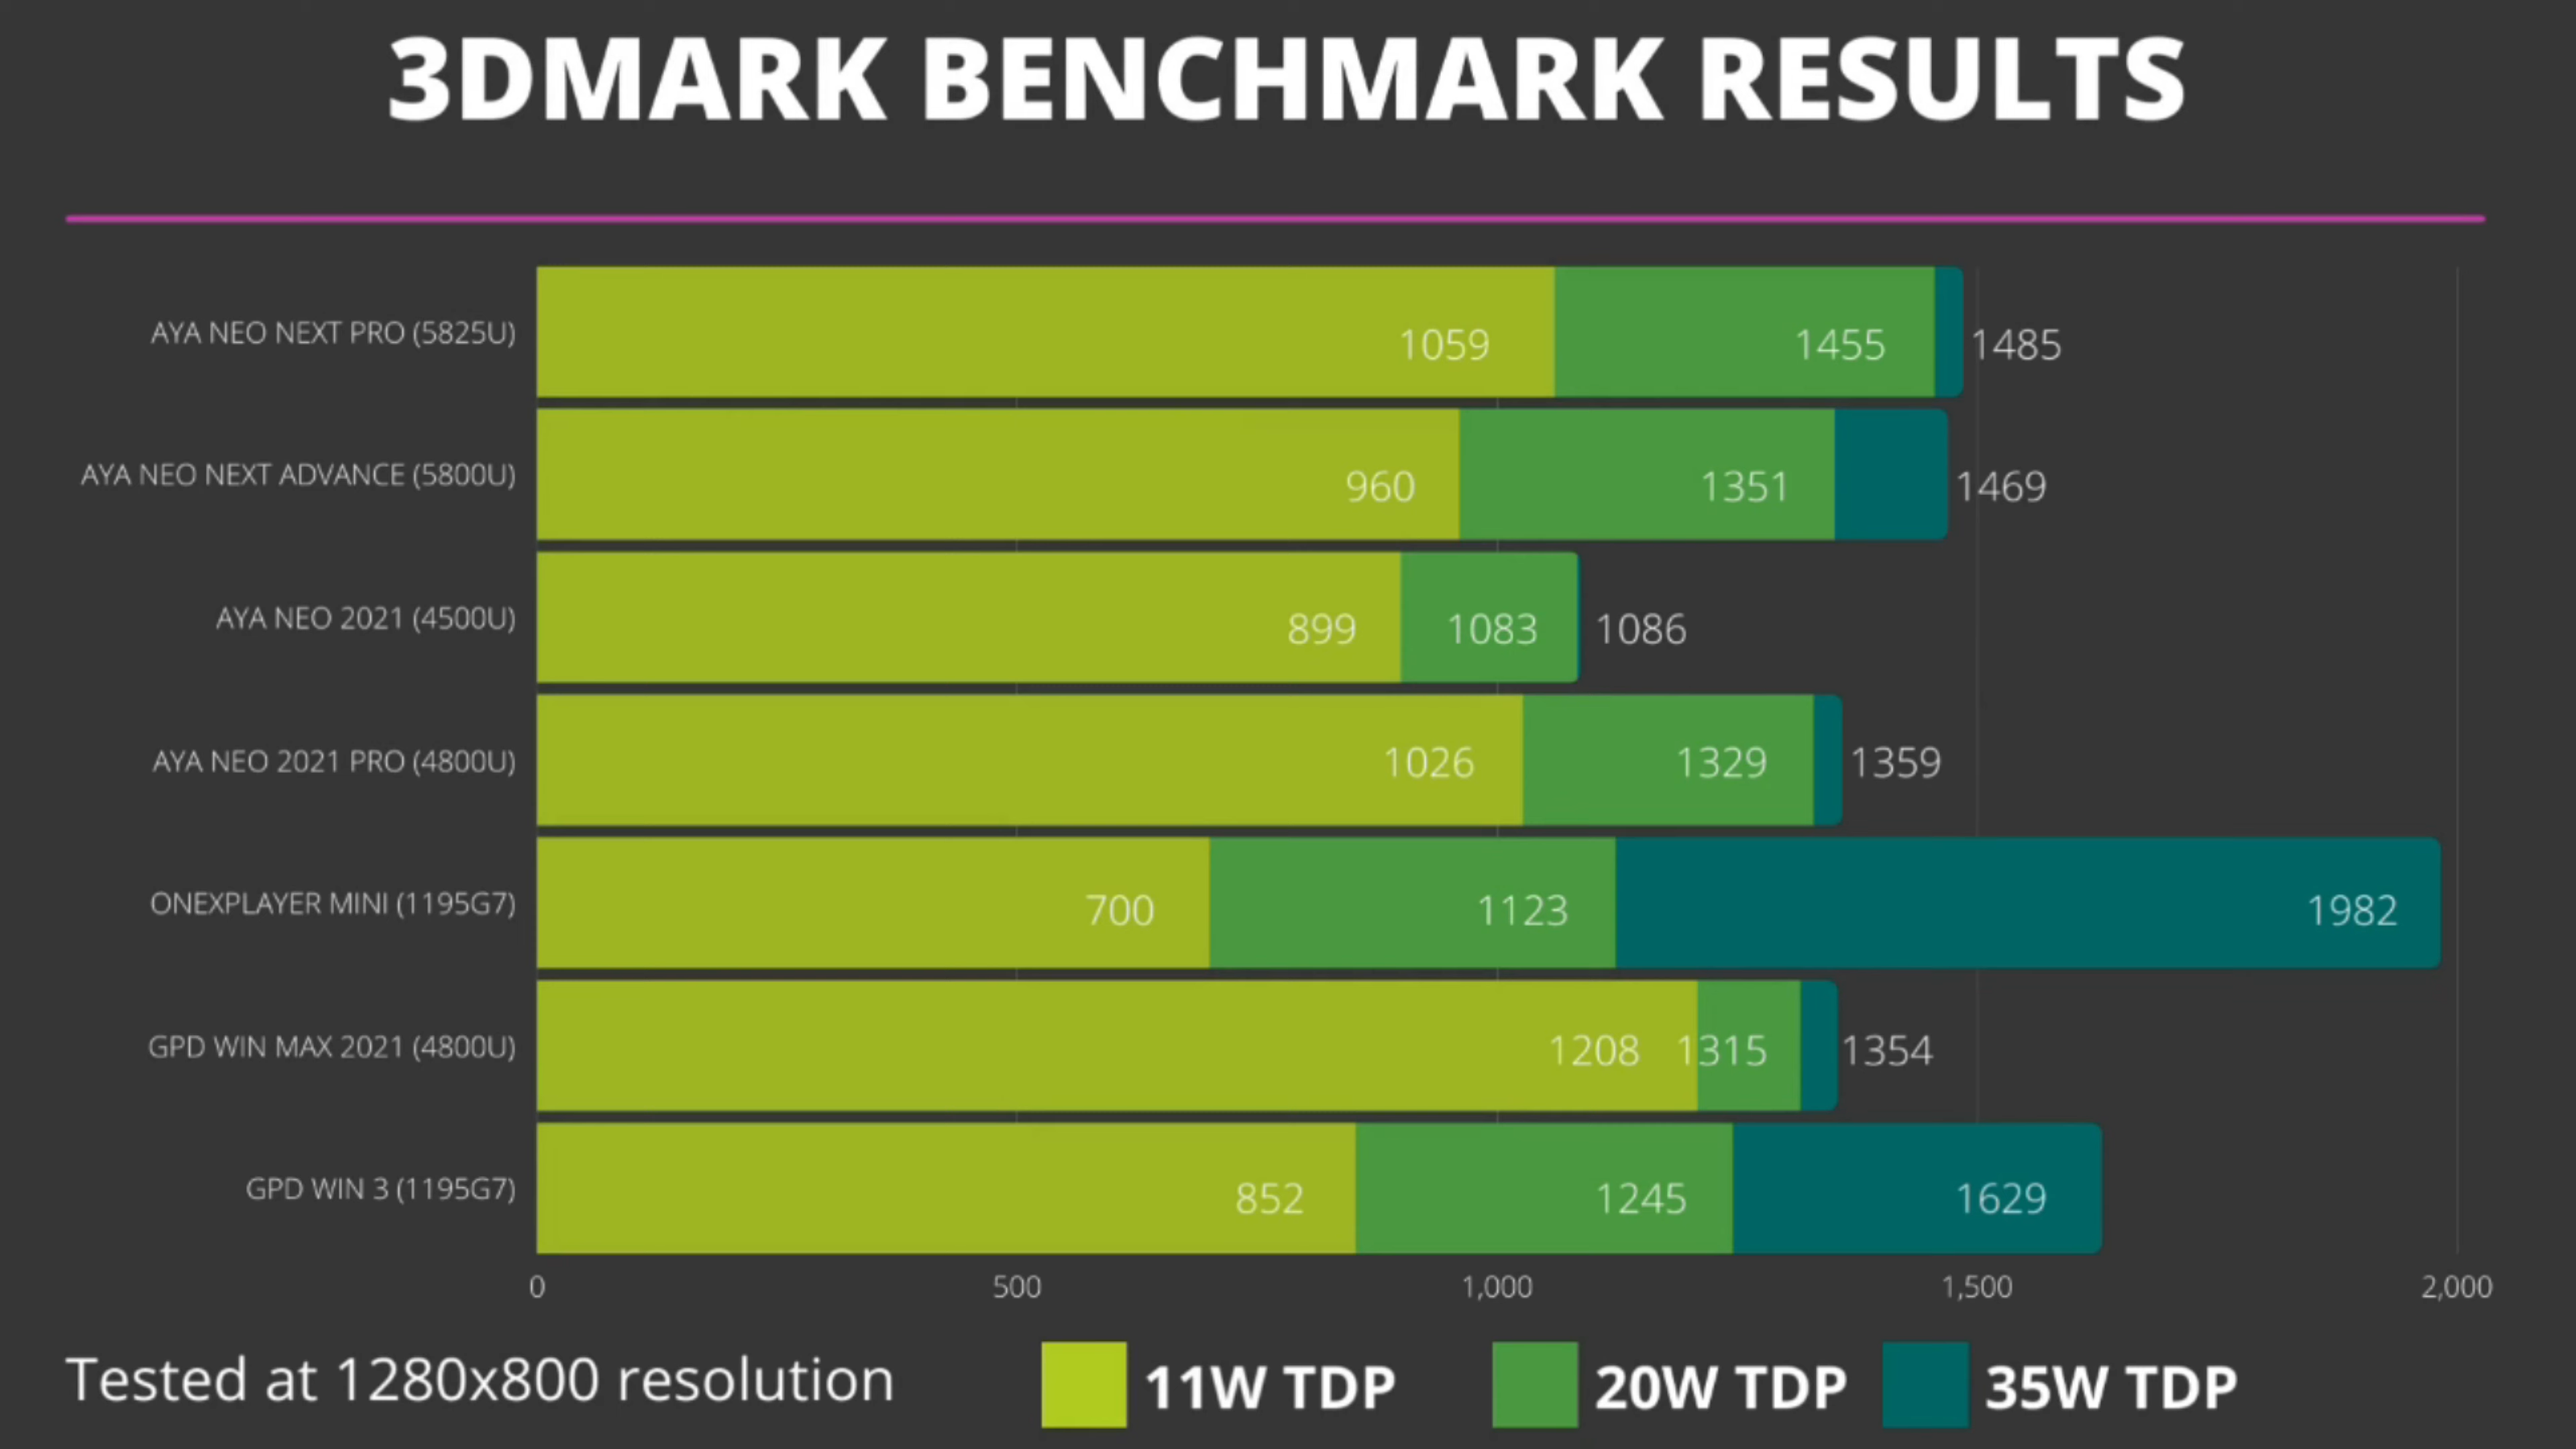 3DMARK BENCHMARK RESULTS
AYA NEO NEXT PRO (5825U) 1059 1455 1485
AYA NEO NEXT ADVANCE (5800U) 960 1351 1469
AYA NEO 2021 (4500U) 899 1083 1086
AYA NEO 2021 PRO (4800U) 1026 1329 1359
ONEXPLAYER MINI (1195G7) 700 1123 1982
GPD WIN MAX 2021 (4800U) 1208 1315 1354
GPD WIN 3 (1195G7) 852 1245 1629
0 500 1,000 1,500 2,000
Tested at 1280x800 resolution 11W TDP 20W TDP 35W TDP